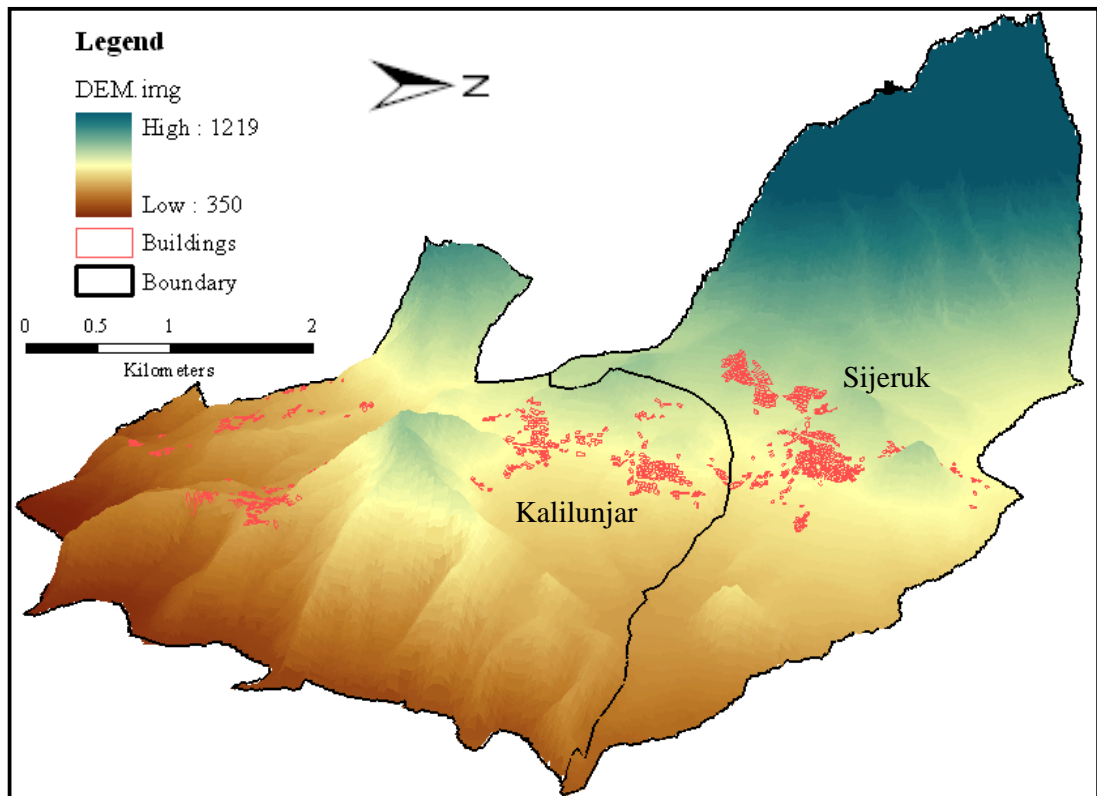 Legend
DEM.img
High : 1219
Low : 350
Buildings
Boundary
N
0 0.5 1 2
Kilometers
Sijeruk
Kalilunjar